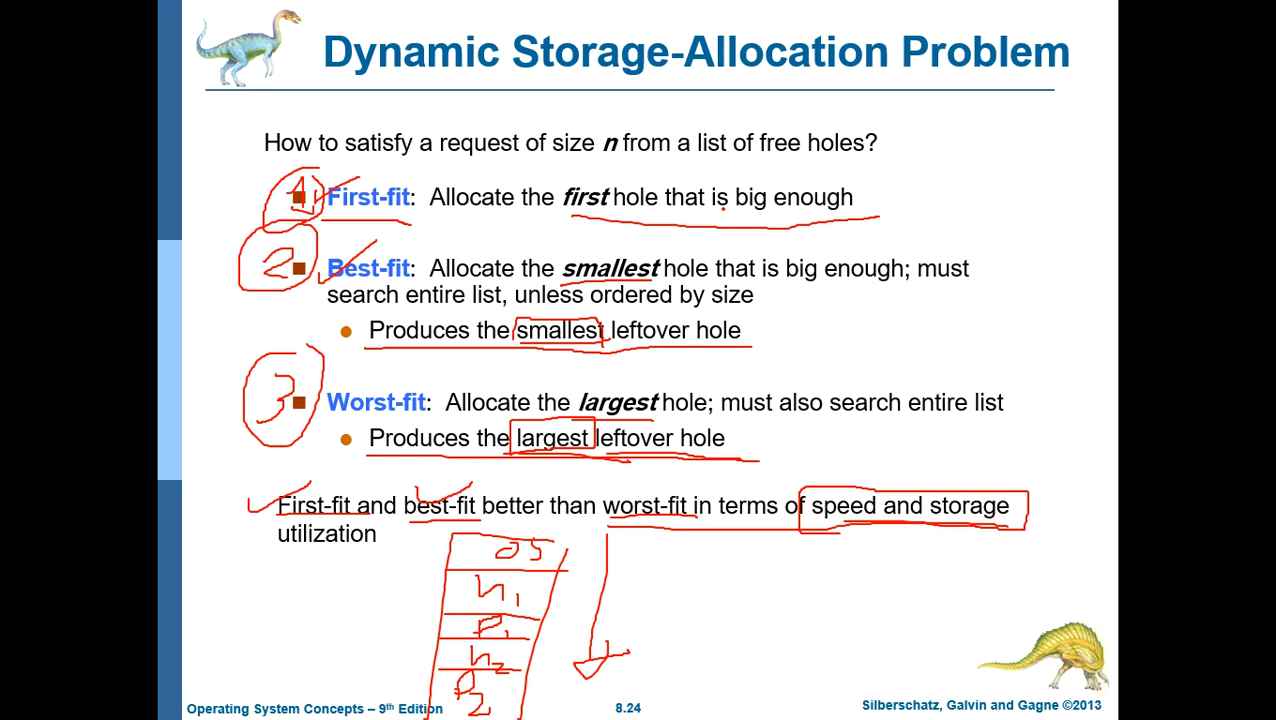 Dynamic Storage-Allocation Problem
How to satisfy a request of size n from a list of free holes?
1
■ First-fit: Allocate the first hole that is big enough
2
■ Best-fit: Allocate the smallest hole that is big enough; must
search entire list, unless ordered by size
● Produces the smallest leftover hole
3
■ Worst-fit: Allocate the largest hole; must also search entire list
● Produces the largest leftover hole
First-fit and best-fit better than worst-fit in terms of speed and storage
utilization
OS
h1
P1
h2
P2
Operating System Concepts – 9th Edition
8.24
Silberschatz, Galvin and Gagne ©2013